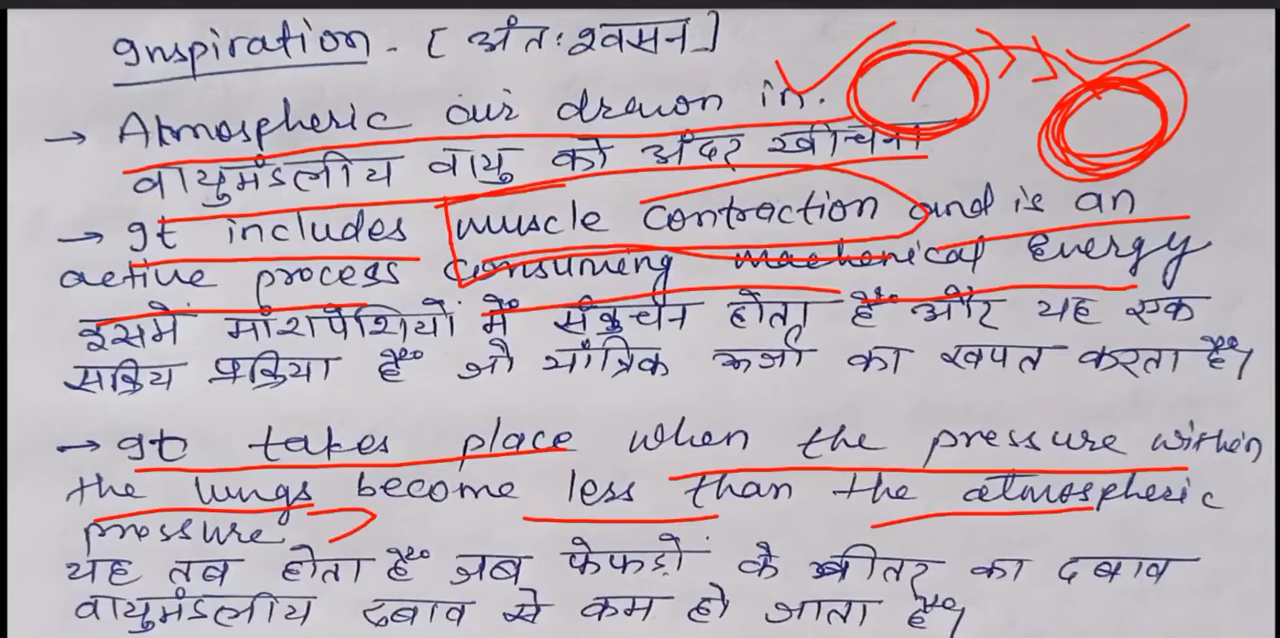 Inspiration - [अंतः श्वसन]
→ Atmospheric air drawn in.
वायुमंडलीय वायु को अंदर खींचना
→ It includes muscle contraction and is an
active process consuming mechenical Energy
इसमें मांशपेशियों में संकुचन होता है और यह एक
सक्रिय प्रक्रिया है जो यांत्रिक ऊर्जा का खपत करता है।
→ It takes place when the pressure within
the lungs become less than the atmospheric
pressure
यह तब होता है जब फेफड़ों के भीतर का दबाव
वायुमंडलीय दबाव से कम हो जाता है।